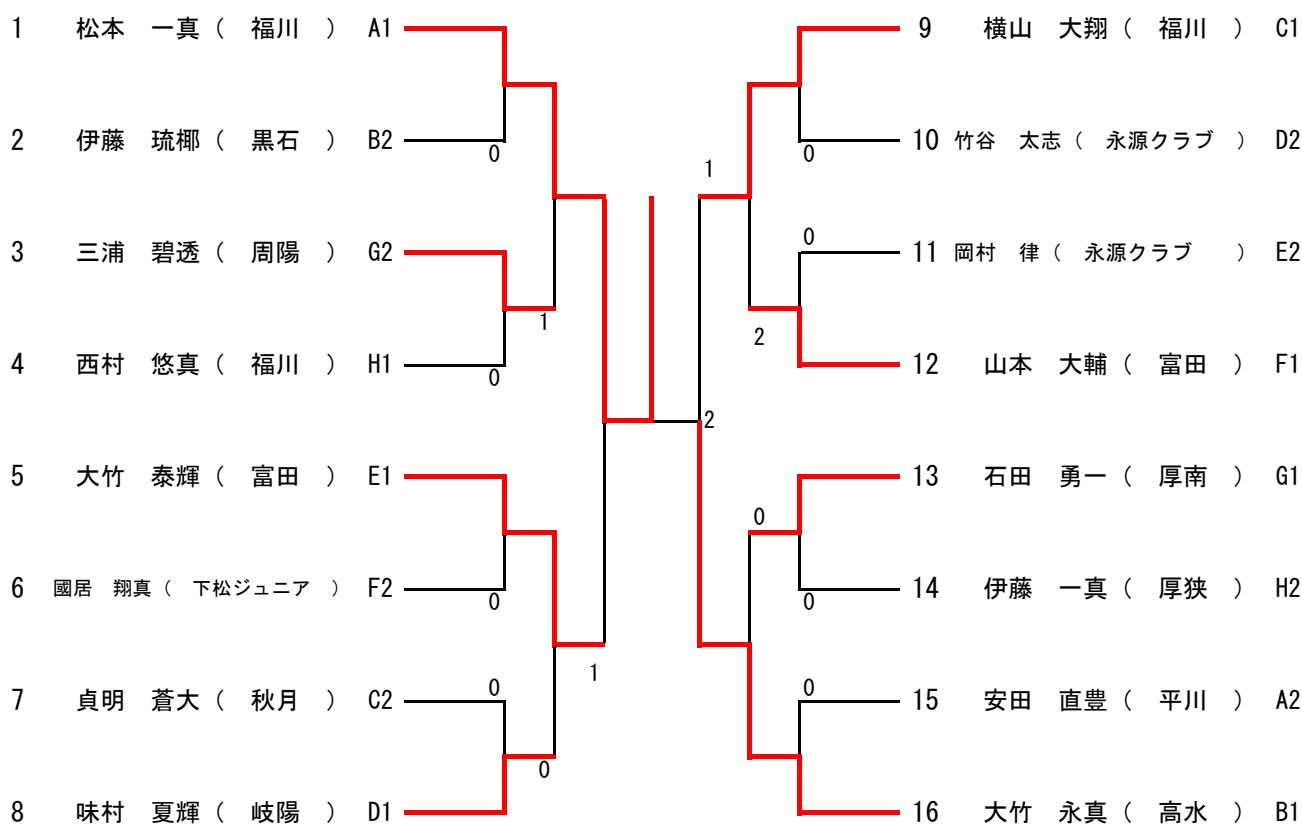 1 松本 一真（ 福川 ） A1
9 横山 大翔（ 福川 ） C1
2 伊藤 琉椰（ 黒石 ） B2
0
10 竹谷 太志（ 永源クラブ ） D2
0
1
3 三浦 碧透（ 周陽 ） G2
0
11 岡村 律（ 永源クラブ ） E2
1
2
4 西村 悠真（ 福川 ） H1
0
12 山本 大輔（ 富田 ） F1
2
5 大竹 泰輝（ 富田 ） E1
13 石田 勇一（ 厚南 ） G1
0
6 國居 翔真（ 下松ジュニア ） F2
0
14 伊藤 一真（ 厚狭 ） H2
0
1
7 貞明 蒼大（ 秋月 ） C2
0
0
15 安田 直豊（ 平川 ） A2
0
8 味村 夏輝（ 岐陽 ） D1
16 大竹 永真（ 高水 ） B1